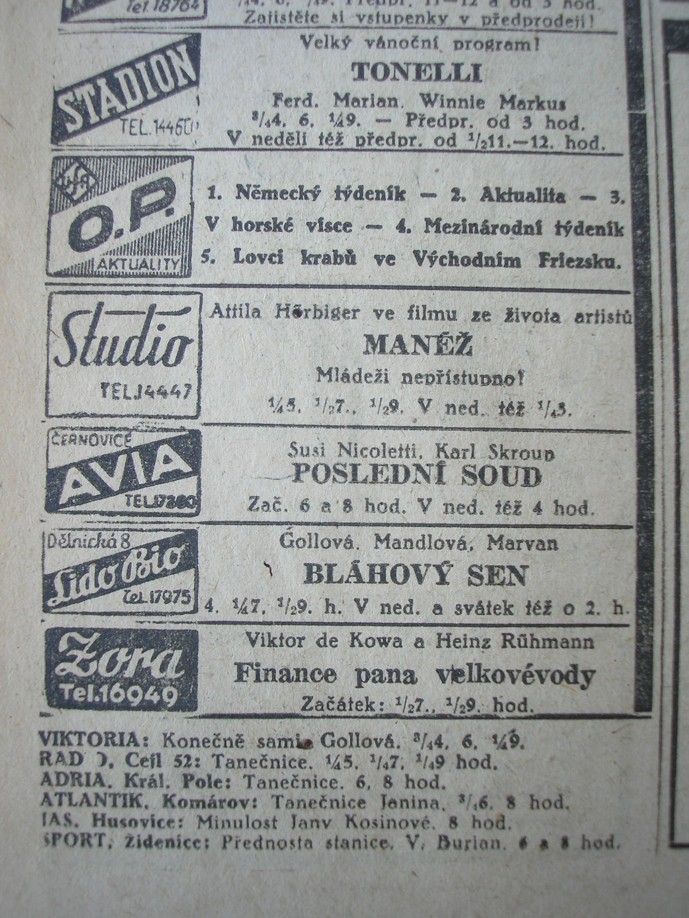 Tel. 18764
Zajistěte si vstupenky v předprodeji!
STADION
TEL. 14460
Velký vánoční program!
TONELLI
Ferd. Marian, Winnie Markus
¾4, 6, ¼9. — Předpr. od 3 hod.
V neděli též předpr. od ½11.—12. hod.
O.P.
AKTUALITY
1. Německý týdeník — 2. Aktualita — 3.
V horské vísce — 4. Mezinárodní týdeník
5. Lovci krabů ve Východním Friezsku.
Studio
TEL. 14447
Attila Hörbiger ve filmu ze života artistů
MANÉŽ
Mládeži nepřístupno!
¼5, ½7., ½9. V ned. též
ČERNOVICE
AVIA
TEL.
Susi Nicoletti, Karl Skroup
POSLEDNÍ SOUD
Zač. 6 a 8 hod. V ned. též 4 hod.
Dělnická 8
Lido Bio
Tel. 17975
Gollová, Mandlová, Marvan
BLÁHOVÝ SEN
4, ¼7, ½9. h. V ned. a svátek též o 2. h.
Zora
Tel. 16949
Viktor de Kowa a Heinz Rühmann
Finance pana velkovévody
Začátek: ½7., ½9. hod.
VIKTORIA: Konečně sami. Gollová. ¾4, 6, ¼9.
Cejl 52: Tanečnice. ¼5, ¼7, ¼9 hod.
ADRIA, Král. Pole: Tanečnice. 6, 8 hod.
ATLANTIK, Komárov: Tanečnice Janina, ¾6, 8 hod.
JAS, Husovice: Minulost Jany Kosinové. 8 hod.
SPORT, Židenice: Přednosta stanice. V. Burian. 6 a 8 hod.